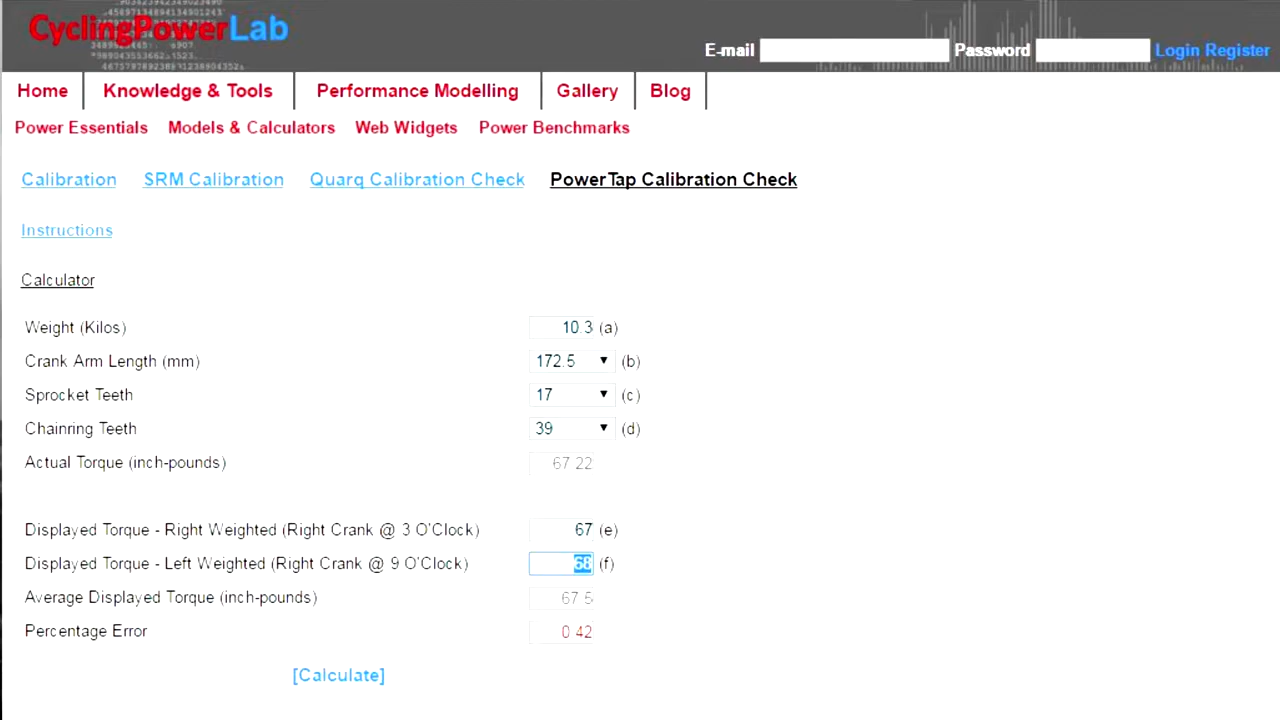 CyclingPowerLab
E-mail Password Login Register
Home Knowledge & Tools Performance Modelling Gallery Blog
Power Essentials Models & Calculators Web Widgets Power Benchmarks
Calibration SRM Calibration Quarq Calibration Check PowerTap Calibration Check
Instructions
Calculator
Weight (Kilos) 10.3 (a)
Crank Arm Length (mm) 172.5 ▼ (b)
Sprocket Teeth 17 ▼ (c)
Chainring Teeth 39 ▼ (d)
Actual Torque (inch-pounds) 67.22
Displayed Torque - Right Weighted (Right Crank @ 3 O'Clock) 67 (e)
Displayed Torque - Left Weighted (Right Crank @ 9 O'Clock) 68 (f)
Average Displayed Torque (inch-pounds) 67.5
Percentage Error 0.42
[Calculate]